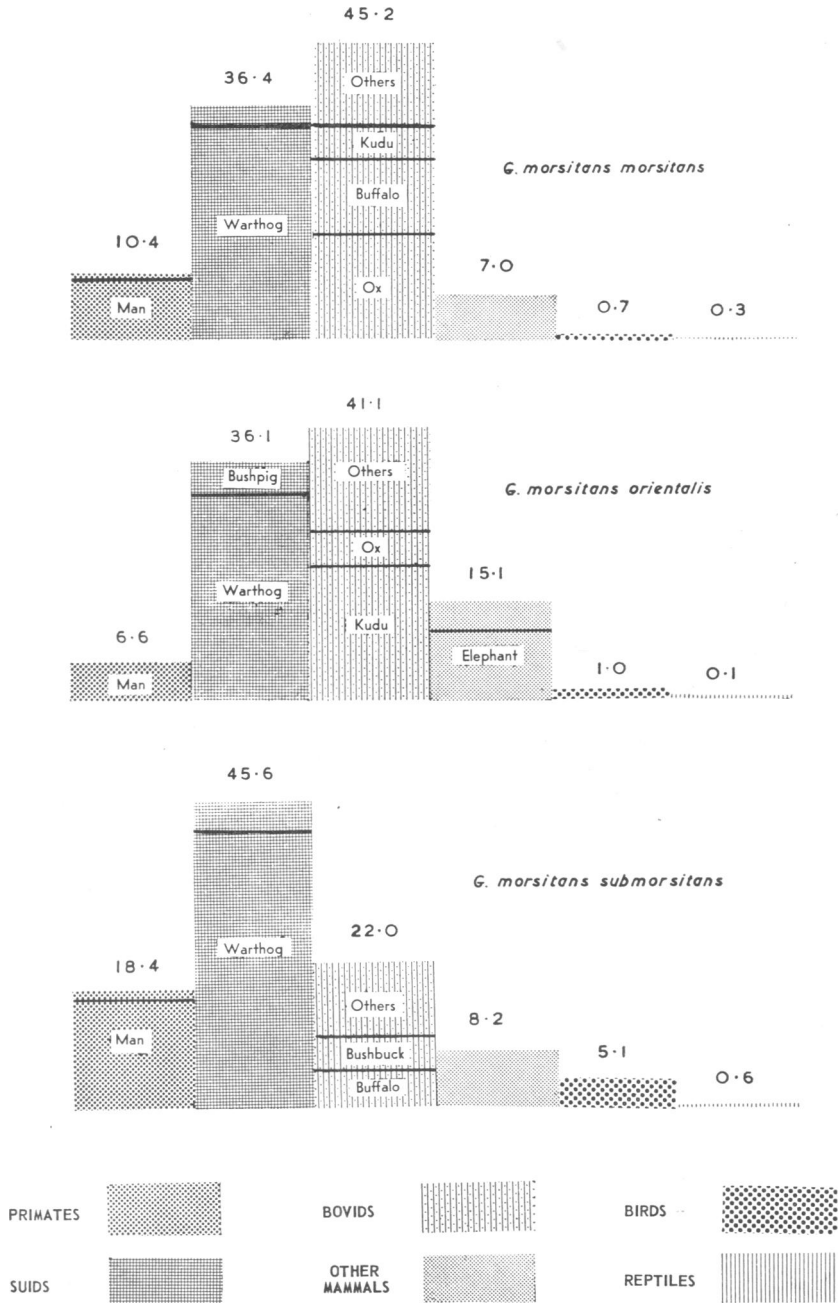 45·2
36·4
Others
Kudu
G. morsitans morsitans
Buffalo
Warthog
10·4
7·0
Ox
Man
0·7
0·3
41·1
36·1
Bushpig
Others
G. morsitans orientalis
Ox
15·1
Warthog
Kudu
6·6
Elephant
Man
1·0
0·1
45·6
G. morsitans submorsitans
Warthog
22·0
18·4
Others
8·2
Man
Bushbuck
5·1
Buffalo
0·6
PRIMATES
BOVIDS
BIRDS
SUIDS
OTHER
MAMMALS
REPTILES